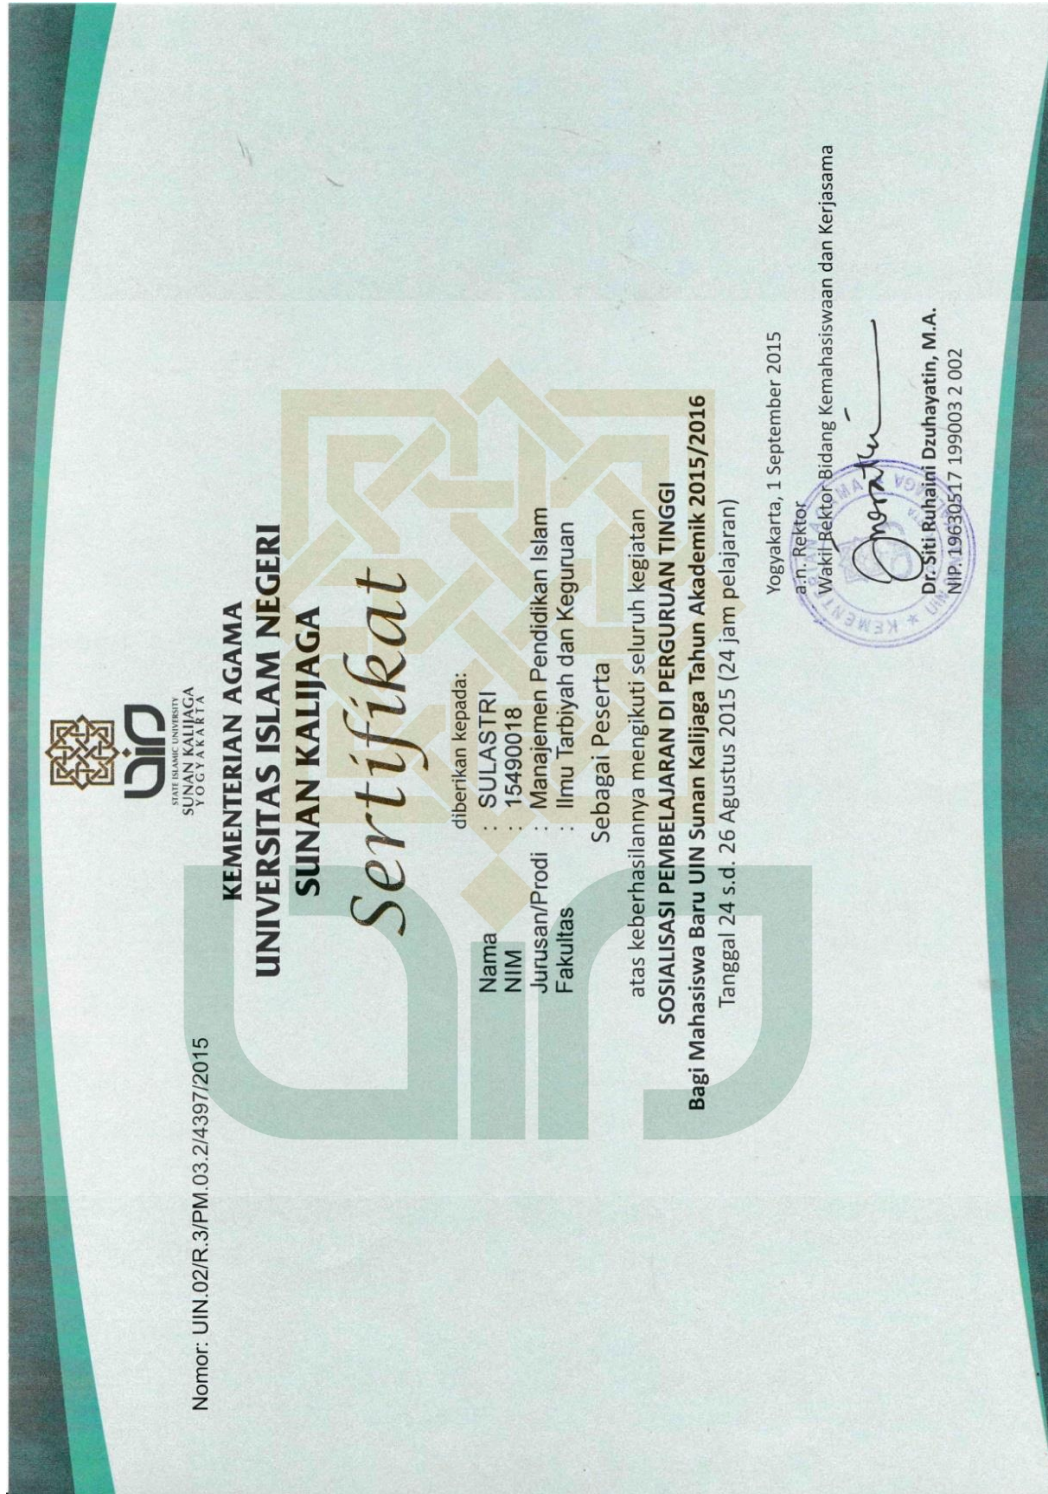 STATE ISLAMIC UNIVERSITY
SUNAN KALIJAGA
YOGYAKARTA
Nomor: UIN.02/R.3/PM.03.2/4397/2015
KEMENTERIAN AGAMA
UNIVERSITAS ISLAM NEGERI
SUNAN KALIJAGA
Sertifikat
diberikan kepada:
Nama : SULASTRI
NIM : 15490018
Jurusan/Prodi : Manajemen Pendidikan Islam
Fakultas : Ilmu Tarbiyah dan Keguruan
Sebagai Peserta
atas keberhasilannya mengikuti seluruh kegiatan
SOSIALISASI PEMBELAJARAN DI PERGURUAN TINGGI
Bagi Mahasiswa Baru UIN Sunan Kalijaga Tahun Akademik 2015/2016
Tanggal 24 s.d. 26 Agustus 2015 (24 jam pelajaran)
Yogyakarta, 1 September 2015
a.n. Rektor
Wakil Rektor Bidang Kemahasiswaan dan Kerjasama
Dr. Siti Ruhaini Dzuhayatin, M.A.
NIP. 19630517 199003 2 002